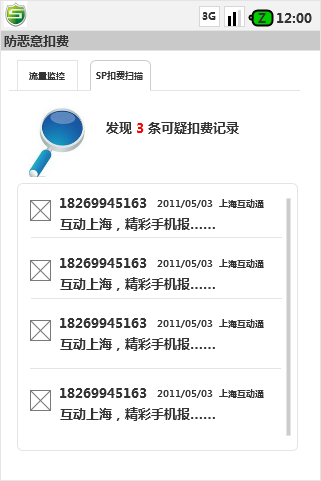 3G Z 12:00
防恶意扣费
流量监控 SP扣费扫描
发现 3 条可疑扣费记录
18269945163 2011/05/03 上海互动通
互动上海，精彩手机报……
18269945163 2011/05/03 上海互动通
互动上海，精彩手机报……
18269945163 2011/05/03 上海互动通
互动上海，精彩手机报……
18269945163 2011/05/03 上海互动通
互动上海，精彩手机报……